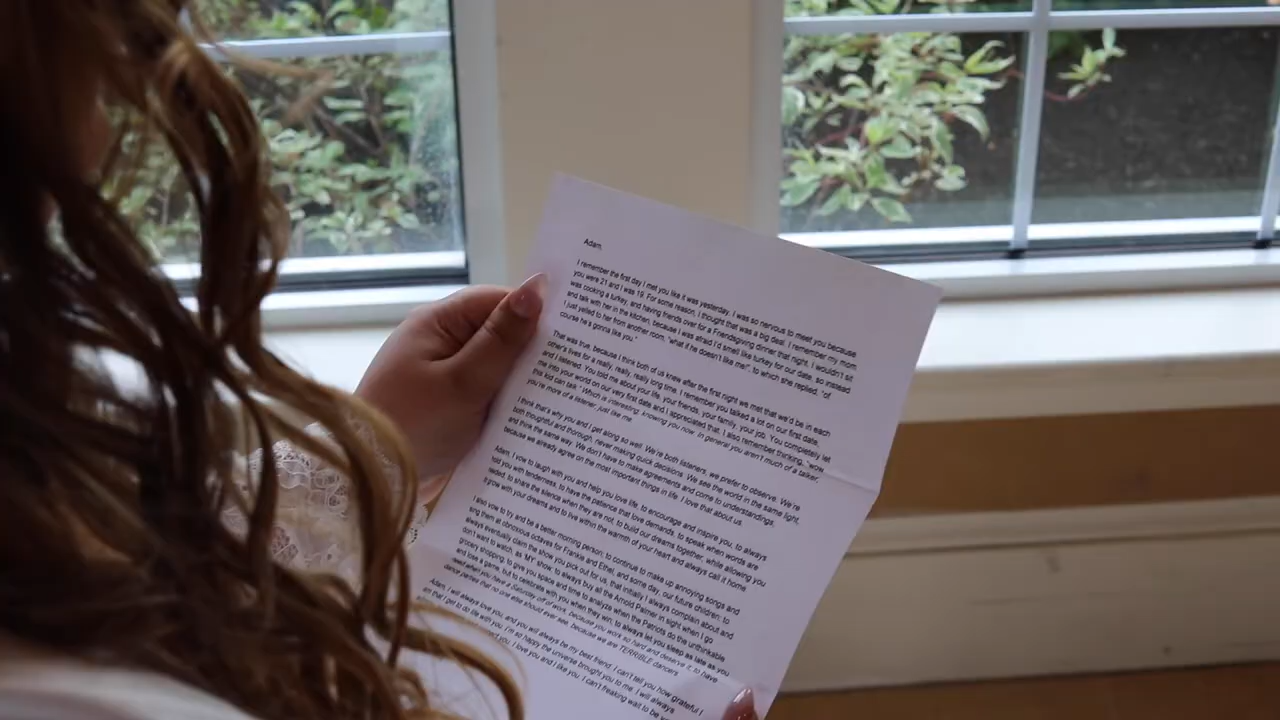 Adam,
I remember the first day I met you like it was yesterday, I was so nervous to meet you because
you were 21 and I was 19. For some reason, I thought that was a big deal. I remember my mom
was cooking a turkey, and having friends over for a Friendsgiving dinner that night. I wouldn't sit
and talk with her in the kitchen, because I was afraid I'd smell like turkey for our date, so instead
I just yelled to her from another room, "what if he doesn't like me!", to which she replied, "of
course he's gonna like you."
That was true, because I think both of us knew after the first night we met that we'd be in each
other's lives for a really, really, really long time. I remember you talked a lot on our first date,
and I listened. You told me about your life, your friends, your family, your job. You completely let
me into your world on our very first date and I appreciated that. I also remember thinking, "wow
this kid can talk." Which is interesting, knowing you now. In general you aren't much of a talker,
you're more of a listener, just like me.
I think that's why you and I get along so well. We're both listeners, we prefer to observe. We're
both thoughtful and thorough, never making quick decisions. We see the world in the same light,
and think the same way. We don't have to make agreements and come to understandings,
because we already agree on the most important things in life. I love that about us.
Adam, I vow to laugh with you and help you love life, to encourage and inspire you, to always
hold you with tenderness, to have the patience that love demands, to speak when words are
needed, to share the silence when they are not, to build our dreams together, while allowing you
to grow with your dreams and to live within the warmth of your heart and always call it home.
I also vow to try and be a better morning person, to continue to make up annoying songs and
sing them at obnoxious octaves for Frankie and Ethel, and some day, our future children, to
always eventually claim the show you pick out for us, that initially I always complain about and
don't want to watch, as 'MY' show, to always buy all the Arnold Palmer in sight when I go
grocery shopping, to give you space and time to analyze when the Patriots do the unthinkable
and lose a game, but to celebrate with you when they win, to always let you sleep as late as you
need when you have a Saturday off of work, because you work so hard and deserve it, to have
dance parties that no one else should ever see, because we are TERRIBLE dancers.
Adam, I will always love you, and you will always be my best friend. I can't tell you how grateful I
am that I get to do life with you. I'm so happy the universe brought you to me. I will always
you. I love you and I like you. I can't freaking wait to be